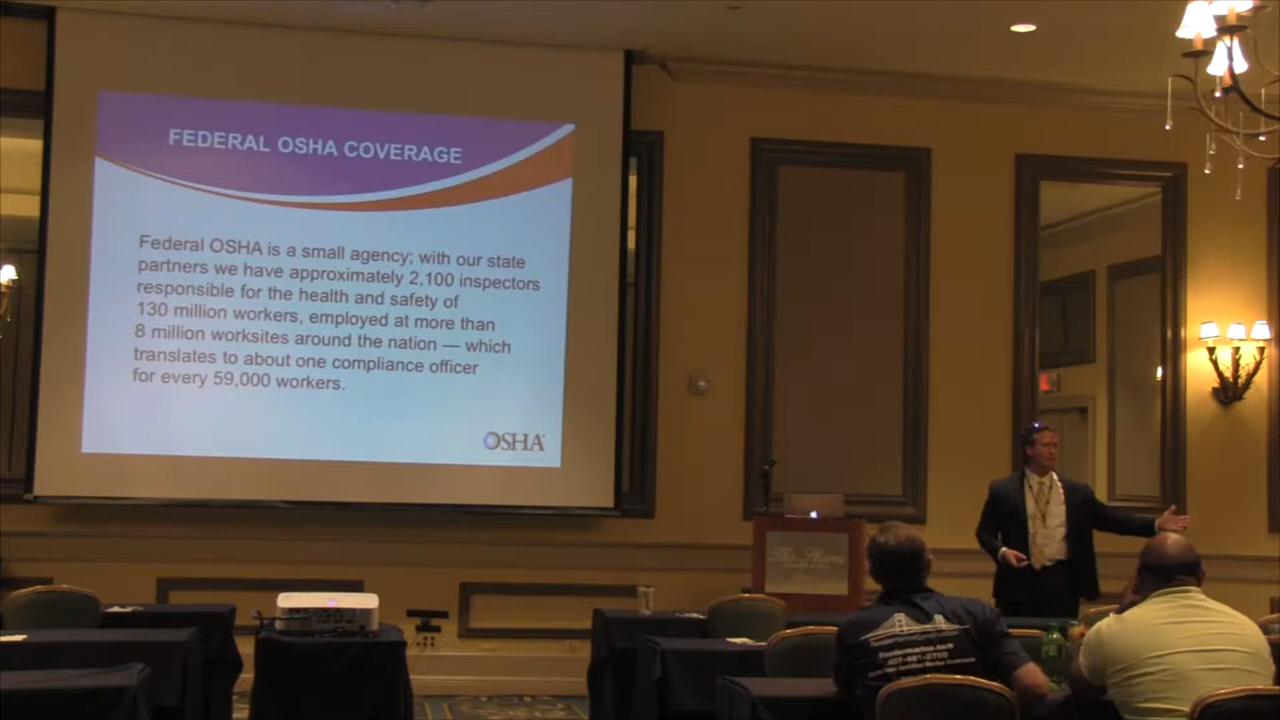 FEDERAL OSHA COVERAGE
Federal OSHA is a small agency; with our state
partners we have approximately 2,100 inspectors
responsible for the health and safety of
130 million workers, employed at more than
8 million worksites around the nation — which
translates to about one compliance officer
for every 59,000 workers.
OSHA